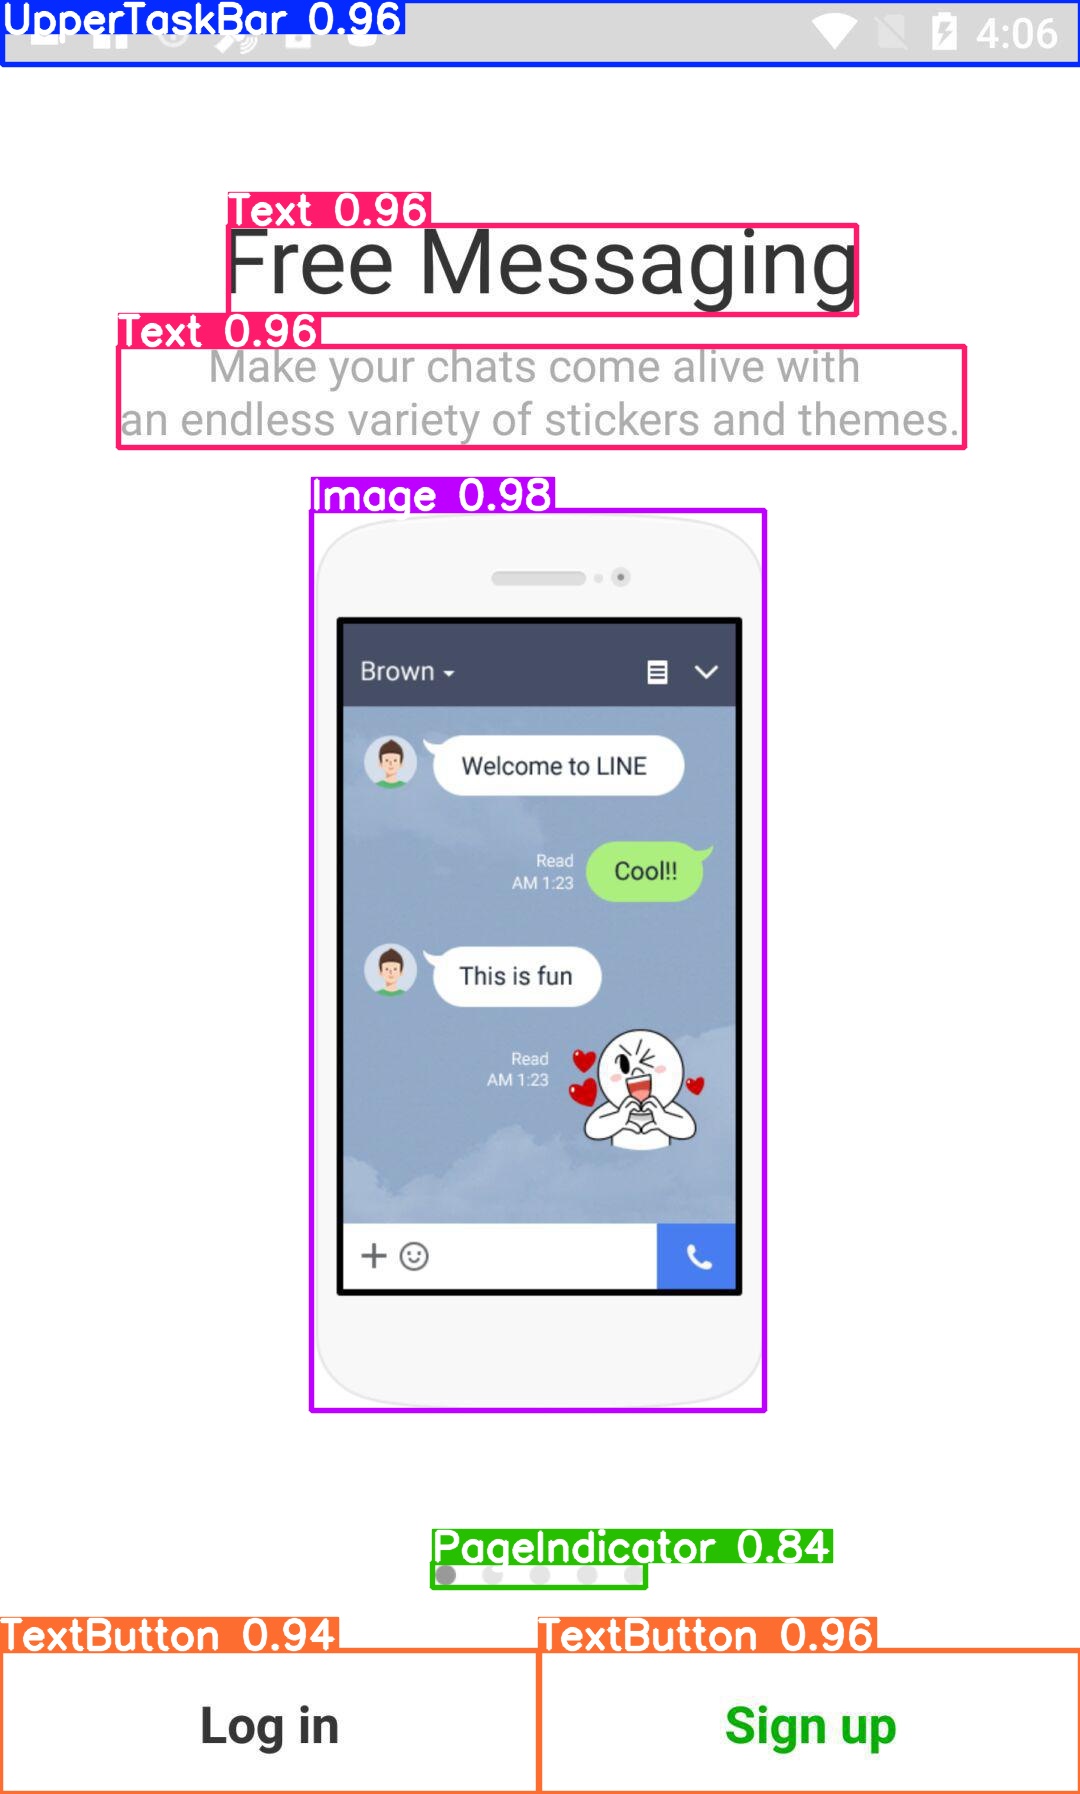 UpperTaskBar 0.96
4:06
Text 0.96
Free Messaging
Text 0.96
Make your chats come alive with
an endless variety of stickers and themes.
Image 0.98
Brown
Welcome to LINE
Read
AM 1:23
Cool!!
This is fun
Read
AM 1:23
PageIndicator 0.84
TextButton 0.94
TextButton 0.96
Log in
Sign up